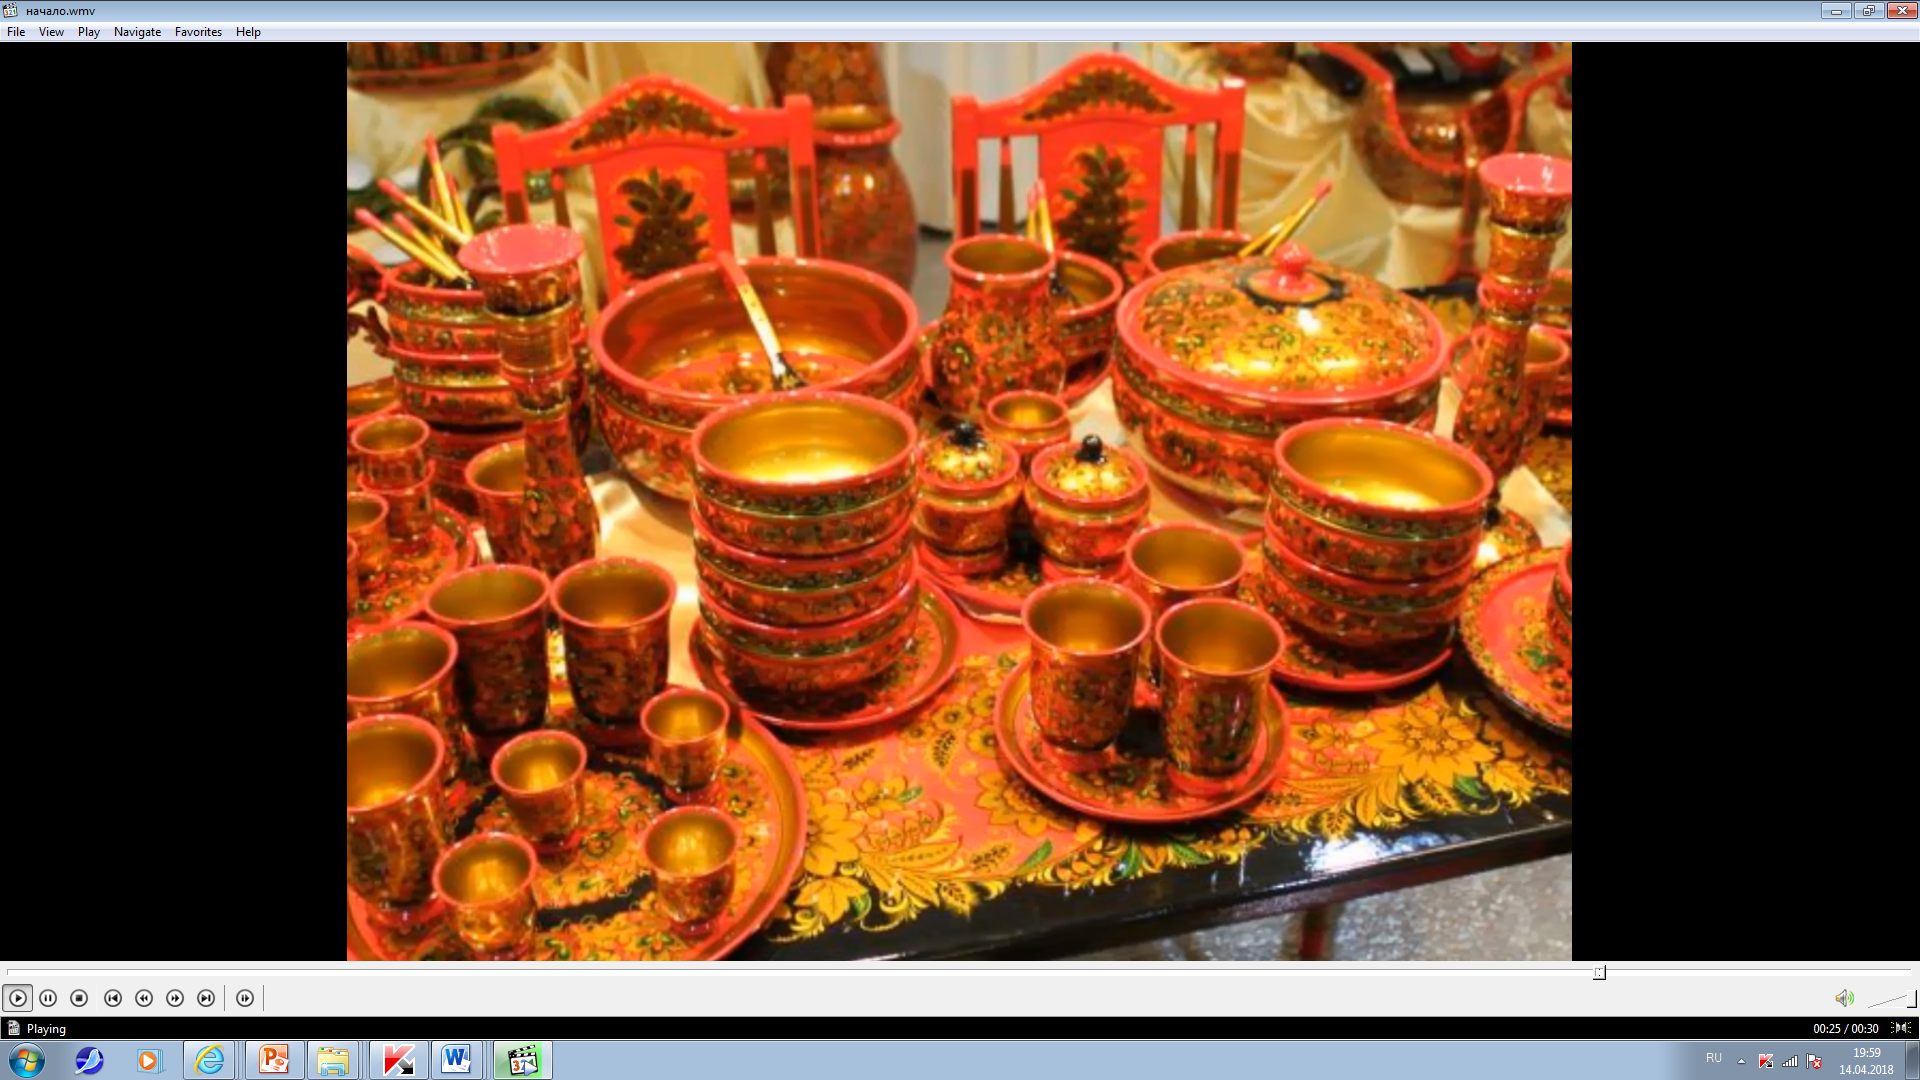 начало.wmv
File View Play Navigate Favorites Help
Playing
00:25 / 00:30
RU
19:59
14.04.2018